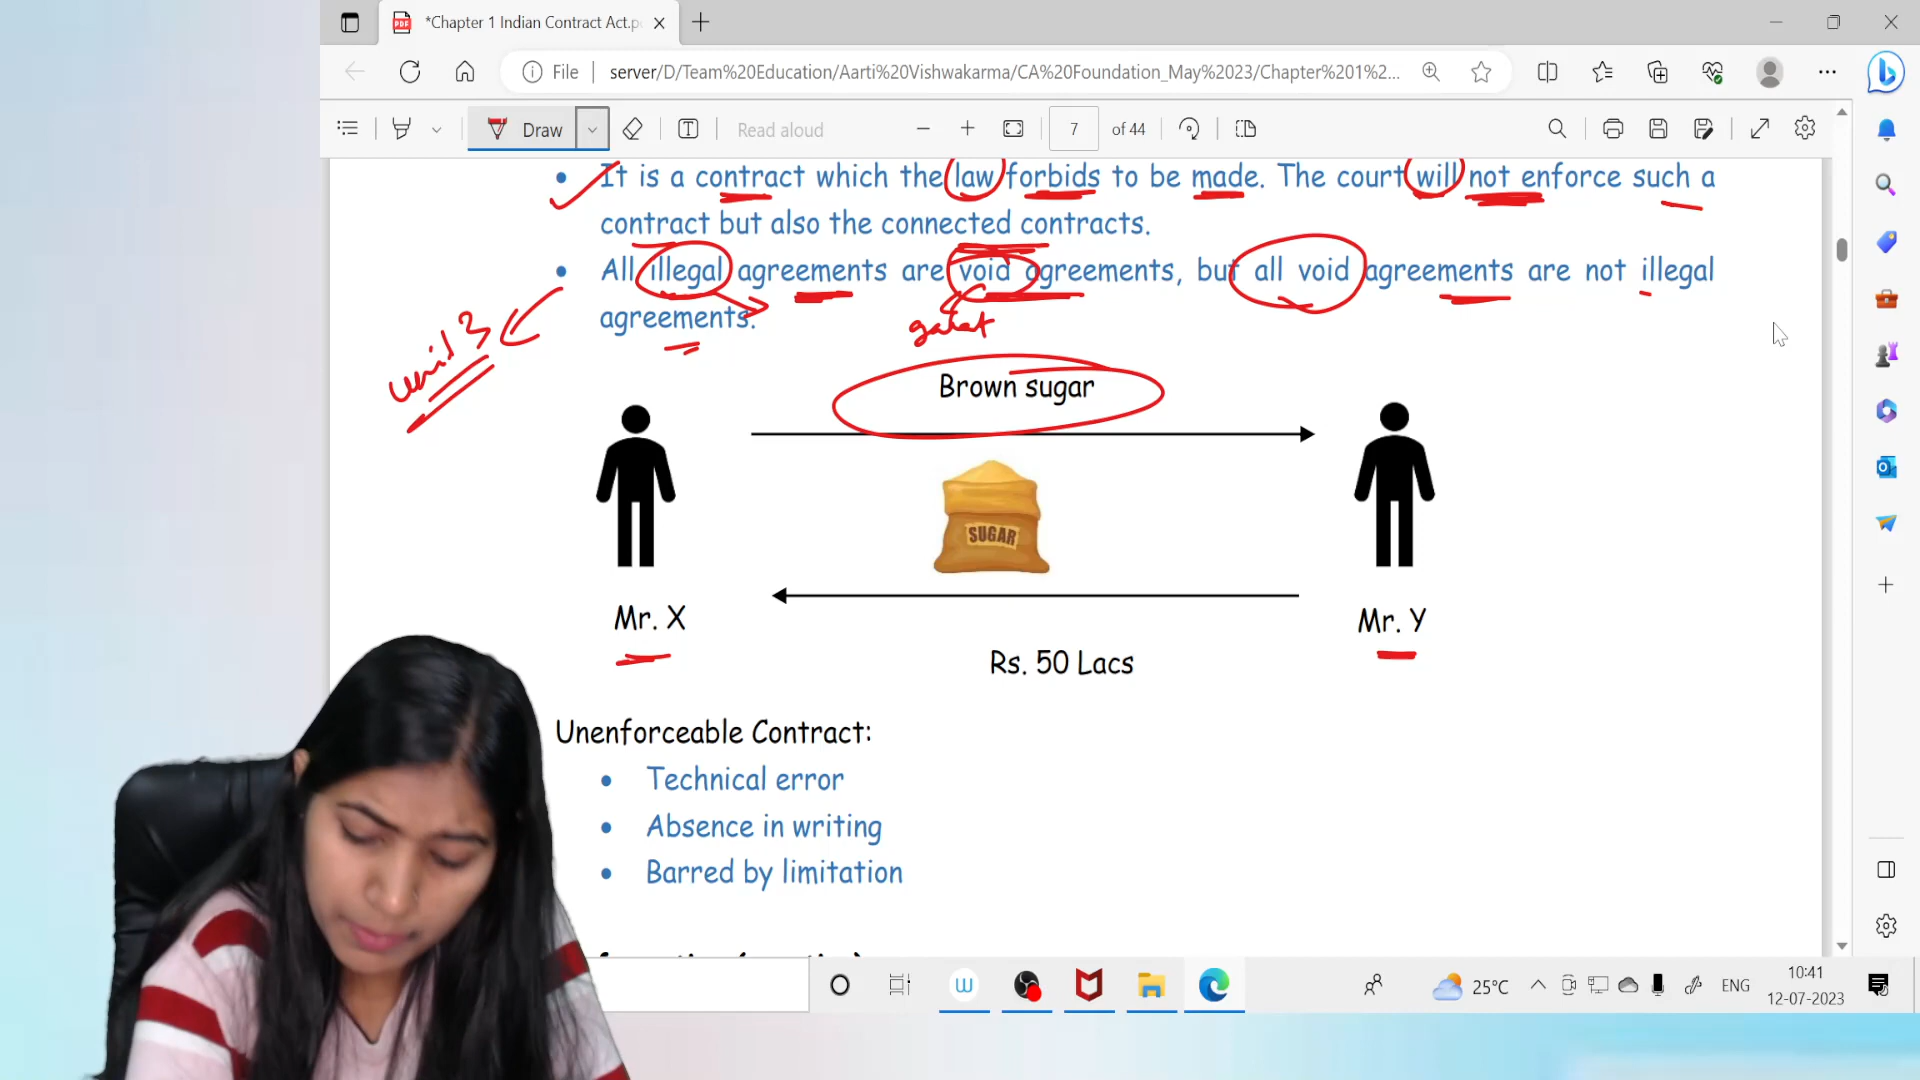 *Chapter 1 Indian Contract Act.p
File server/D/Team%20Education/Aarti%20Vishwakarma/CA%20Foundation_May%2023/Chapter%201%2...
Draw Read aloud 7 of 44
It is a contract which the law forbids to be made. The court will not enforce such a
contract but also the connected contracts.
All illegal agreements are void agreements, but all void agreements are not illegal
agreements.
galat
unit 3
Brown sugar
SUGAR
Mr. X
Mr. Y
Rs. 50 Lacs
Unenforceable Contract:
Technical error
Absence in writing
Barred by limitation
25°C ENG 10:41
12-07-2023